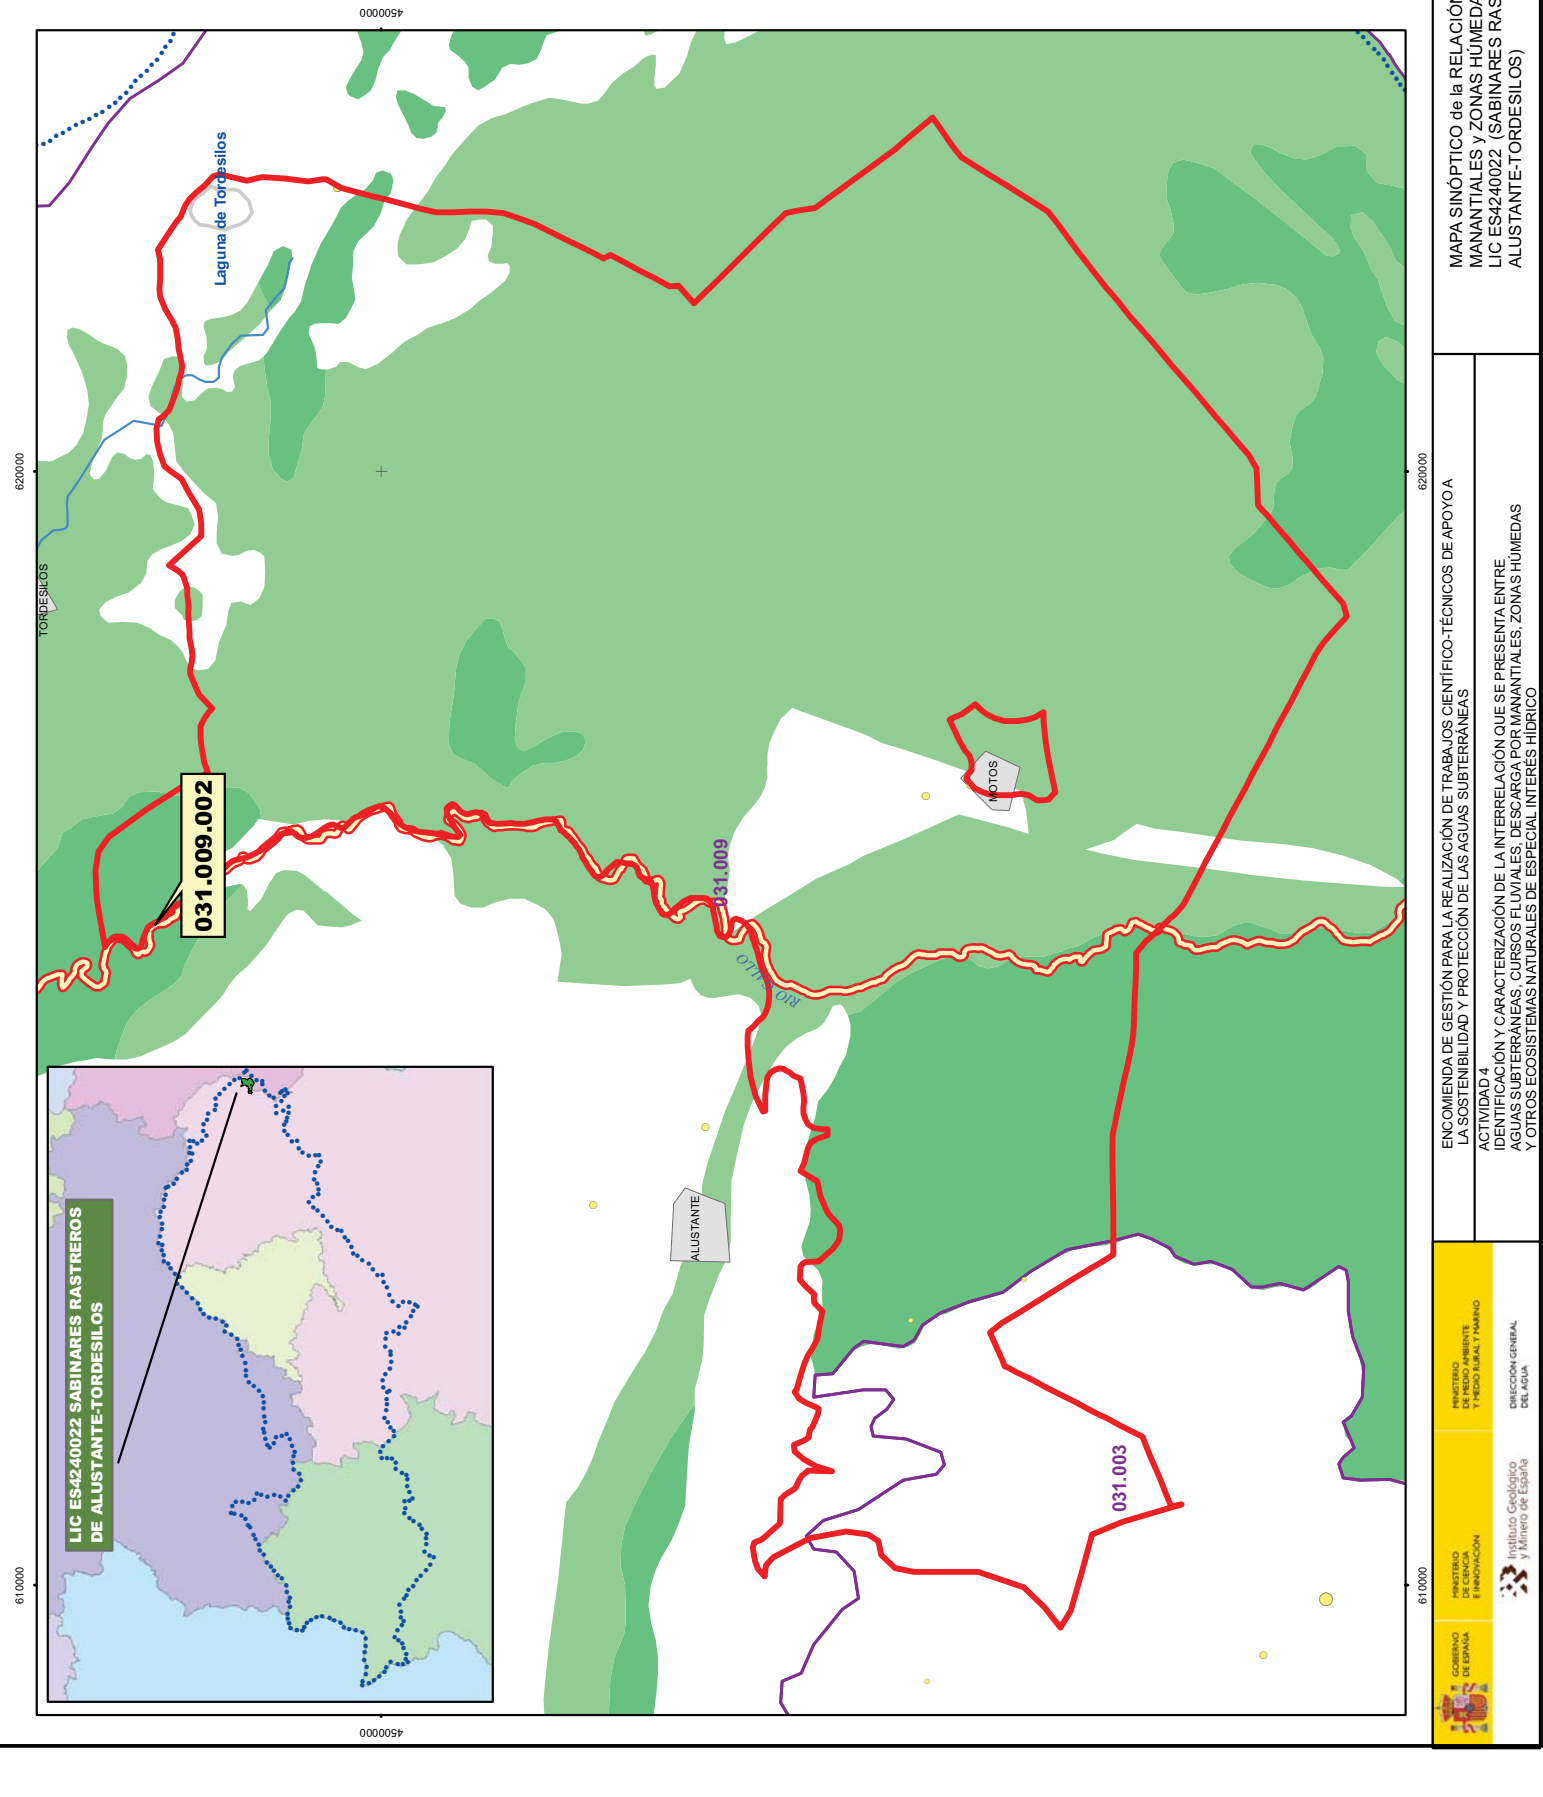 4500000
620000
610000
TORDESILOS
Laguna de Tordesilos
031.009.002
031.009
RIO GALLO
MOTOS
ALUSTANTE
031.003
LIC ES4240022 SABINARES RASTREROS
DE ALUSTANTE-TORDESILOS
4500000
620000
610000
GOBIERNO
DE ESPAÑA
MINISTERIO
DE CIENCIA
E INNOVACIÓN
MINISTERIO
DE MEDIO AMBIENTE
Y MEDIO RURAL Y MARINO
Instituto Geológico
y Minero de España
DIRECCIÓN GENERAL
DEL AGUA
ENCOMIENDA DE GESTIÓN PARA LA REALIZACIÓN DE TRABAJOS CIENTÍFICO-TÉCNICOS DE APOYO A
LA SOSTENIBILIDAD Y PROTECCIÓN DE LAS AGUAS SUBTERRÁNEAS
ACTIVIDAD 4
IDENTIFICACIÓN Y CARACTERIZACIÓN DE LA INTERRELACIÓN QUE SE PRESENTA ENTRE
AGUAS SUBTERRÁNEAS, CURSOS FLUVIALES, DESCARGA POR MANANTIALES, ZONAS HÚMEDAS
Y OTROS ECOSISTEMAS NATURALES DE ESPECIAL INTERÉS HÍDRICO
MAPA SINÓPTICO de la RELACIÓN
MANANTIALES y ZONAS HÚMEDA
LIC ES4240022 (SABINARES RAS
ALUSTANTE-TORDESILOS)